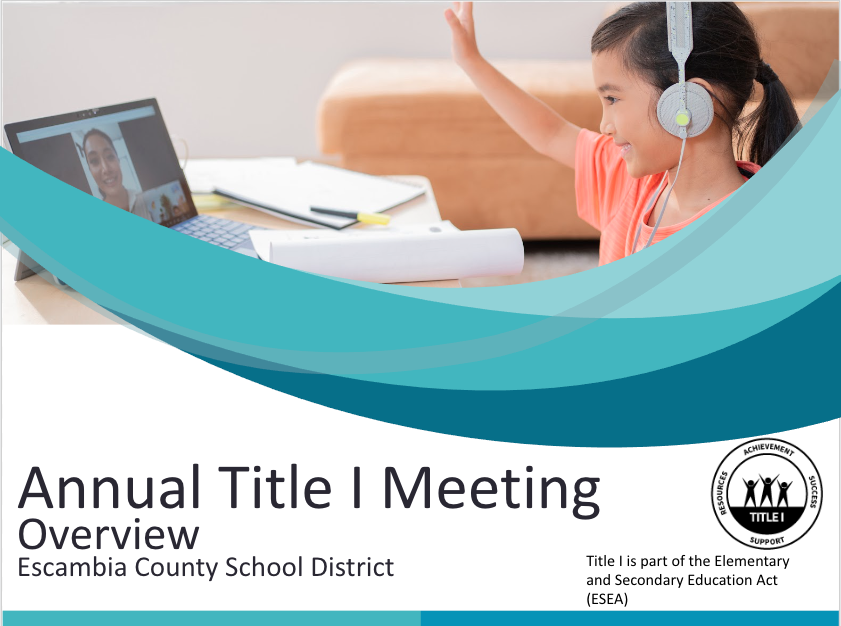 Annual Title I Meeting
Overview
Escambia County School District
ACHIEVEMENT
RESOURCES
SUCCESS
TITLE I
SUPPORT
Title I is part of the Elementary
and Secondary Education Act
(ESEA)